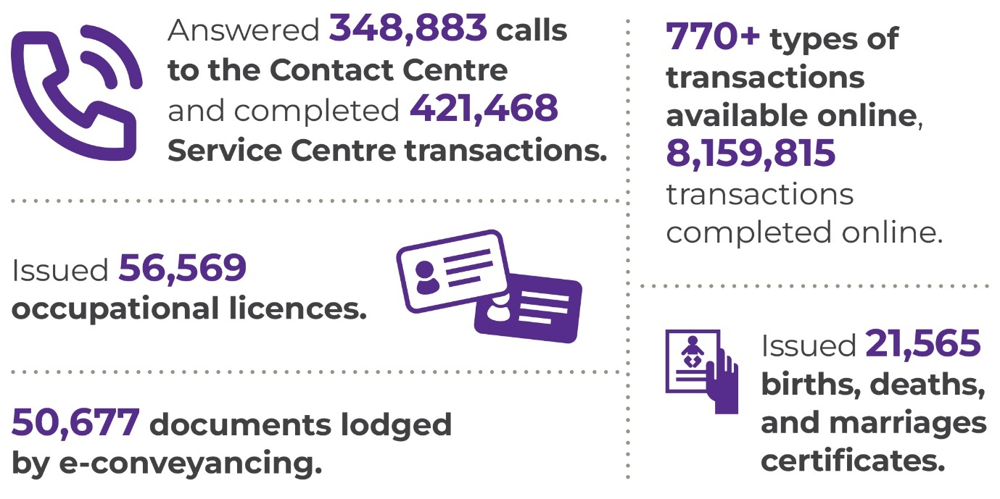 Answered 348,883 calls
to the Contact Centre
and completed 421,468
Service Centre transactions.
Issued 56,569
occupational licences.
50,677 documents lodged
by e-conveyancing.
770+ types of
transactions
available online,
8,159,815
transactions
completed online.
Issued 21,565
births, deaths,
and marriages
certificates.